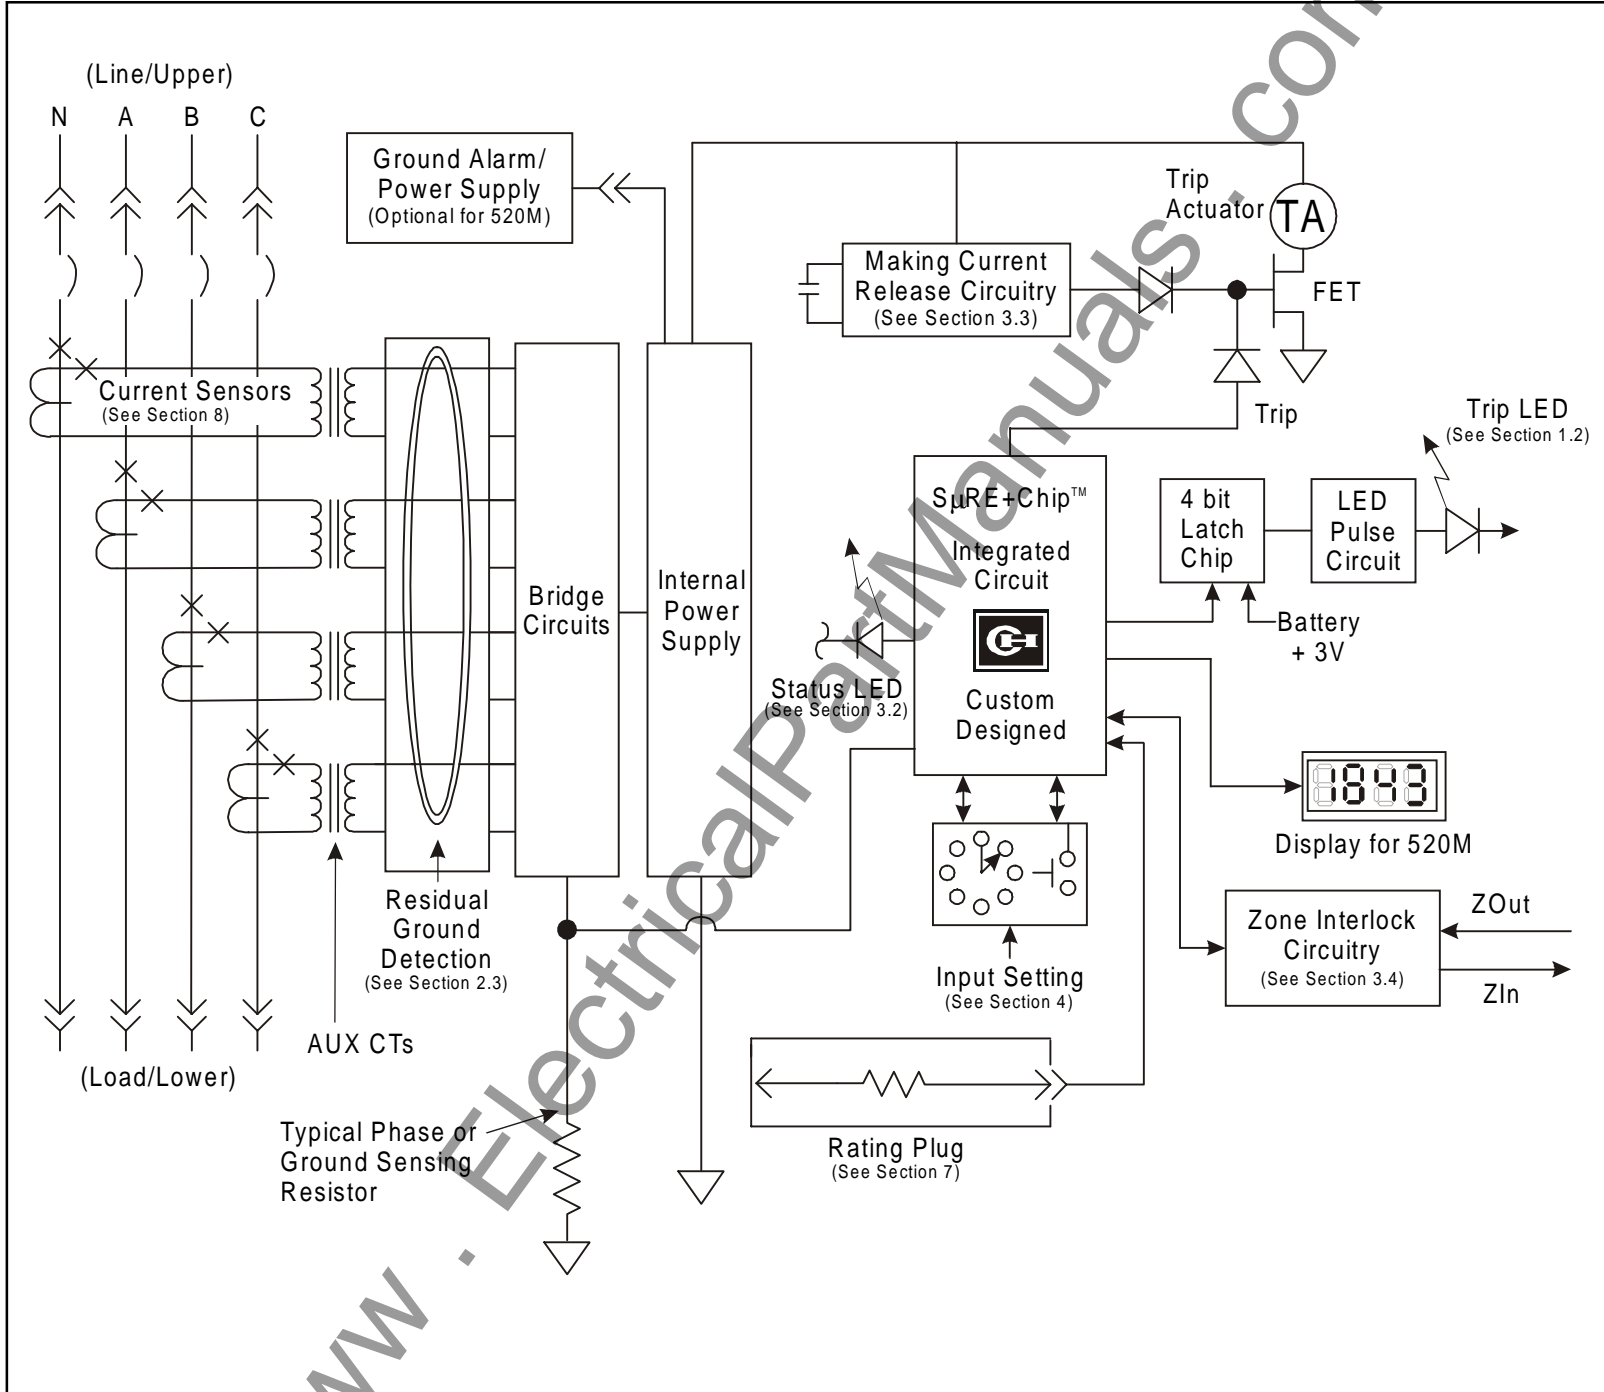 (Line/Upper)
N A B C
Ground Alarm/
Power Supply
(Optional for 520M)
Trip
Actuator
TA
Making Current
Release Circuitry
(See Section 3.3)
FET
Current Sensors
(See Section 8)
Trip
Trip LED
(See Section 1.2)
SµRE+Chip™
Integrated
Circuit
CH
Custom
Designed
4 bit
Latch
Chip
LED
Pulse
Circuit
Battery
+ 3V
Bridge
Circuits
Internal
Power
Supply
Status LED
(See Section 3.2)
1843
Display for 520M
Residual
Ground
Detection
(See Section 2.3)
AUX CTs
(Load/Lower)
Input Setting
(See Section 4)
Zone Interlock
Circuitry
(See Section 3.4)
ZOut
ZIn
Typical Phase or
Ground Sensing
Resistor
Rating Plug
(See Section 7)
ww . ElectricalPartManuals . com